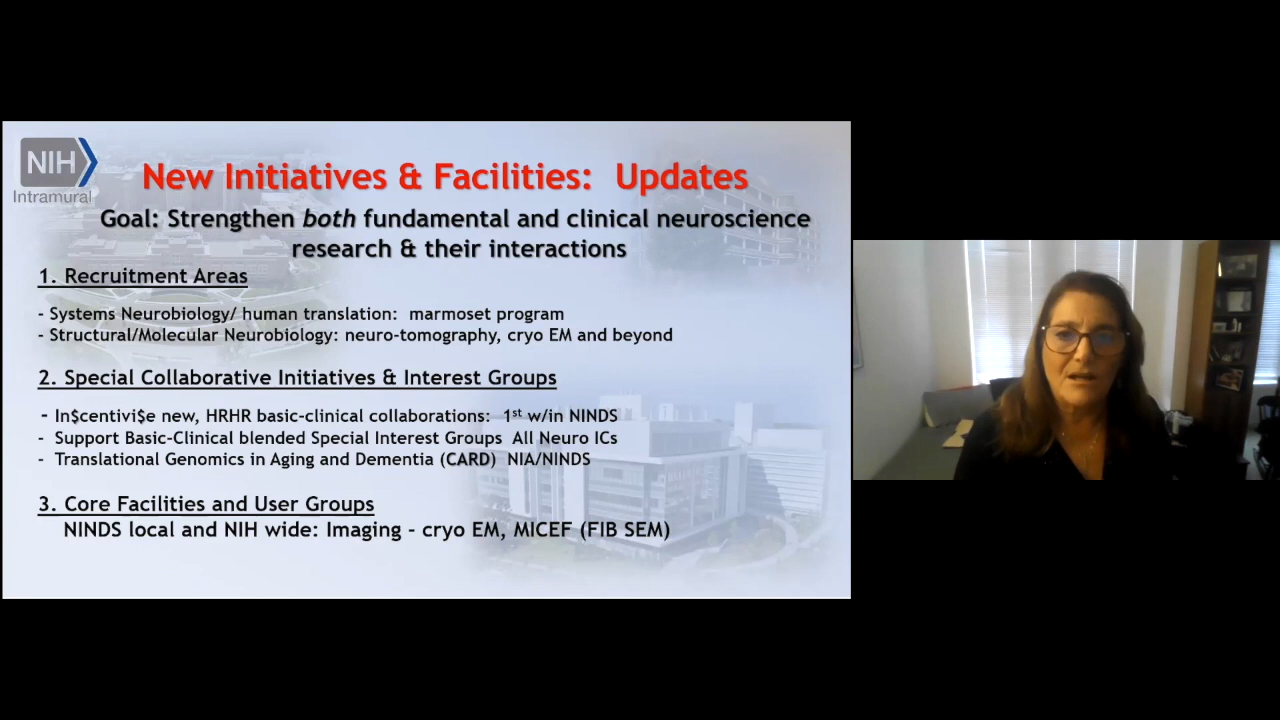 NIH
Intramural
New Initiatives & Facilities: Updates
Goal: Strengthen both fundamental and clinical neuroscience
research & their interactions
1. Recruitment Areas
- Systems Neurobiology/ human translation: marmoset program
- Structural/Molecular Neurobiology: neuro-tomography, cryo EM and beyond
2. Special Collaborative Initiatives & Interest Groups
- In$centivi$e new, HRHR basic-clinical collaborations: 1st w/in NINDS
- Support Basic-Clinical blended Special Interest Groups All Neuro ICs
- Translational Genomics in Aging and Dementia (CARD) NIA/NINDS
3. Core Facilities and User Groups
NINDS local and NIH wide: Imaging - cryo EM, MICEF (FIB SEM)